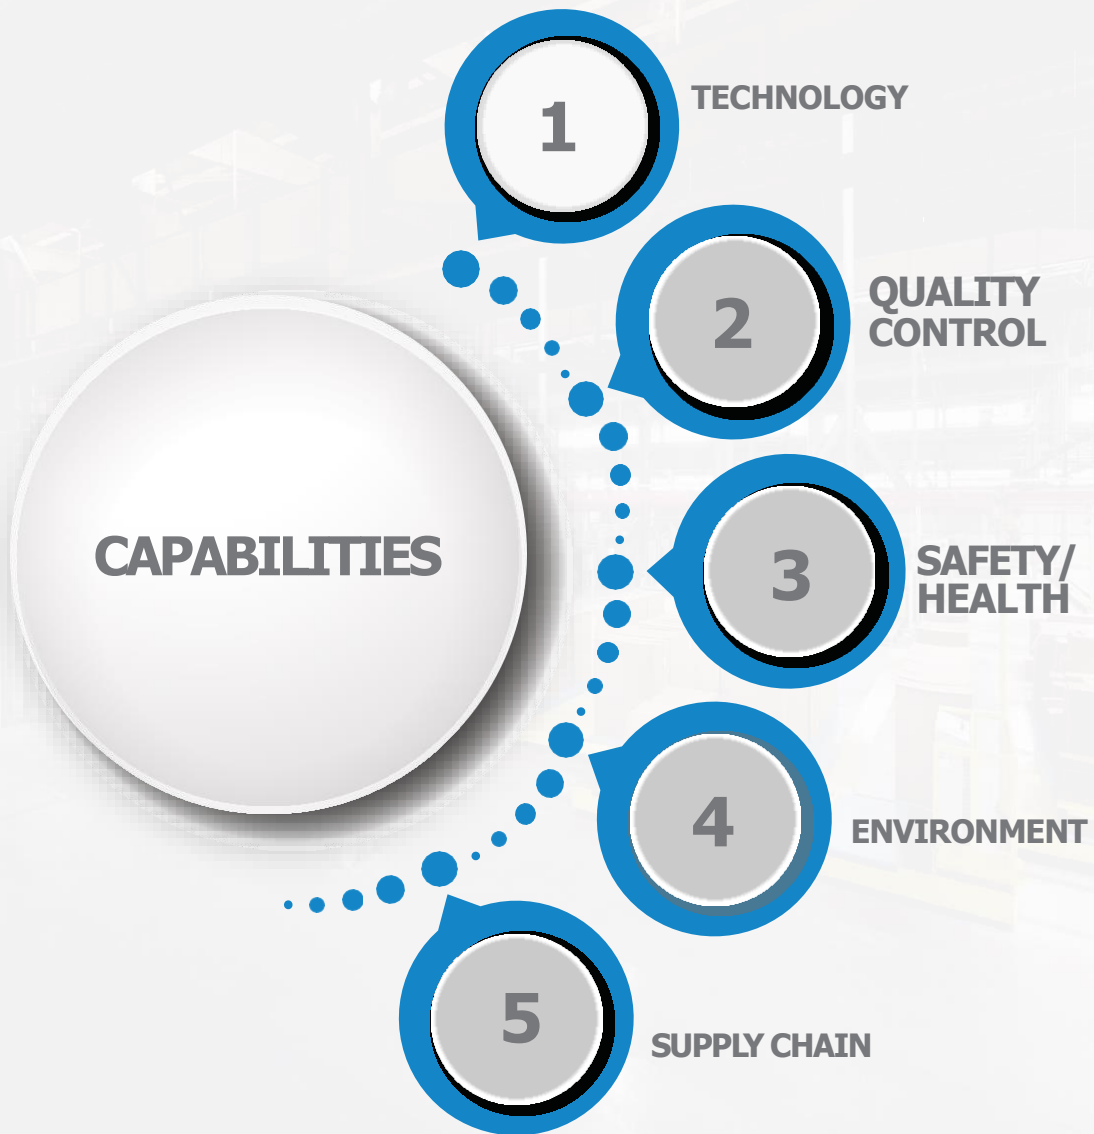 1
TECHNOLOGY
2
QUALITY
CONTROL
CAPABILITIES
3
SAFETY/
HEALTH
4
ENVIRONMENT
5
SUPPLY CHAIN